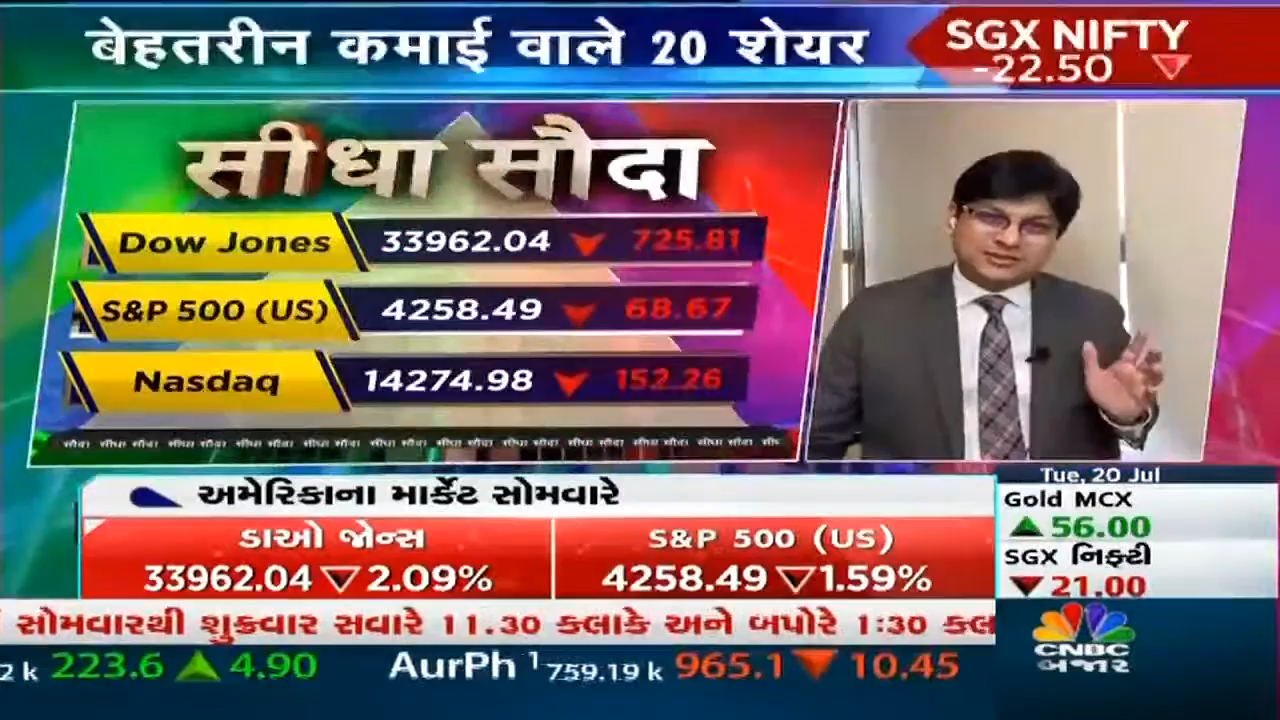 बेहतरीन कमाई वाले 20 शेयर
SGX NIFTY
-22.50
सीधा सौदा
Dow Jones 33962.04 725.81
S&P 500 (US) 4258.49 68.67
Nasdaq 14274.98 152.26
सौदा सीधा सौदा सीधा सौदा सीधा सौदा सीधा सौदा सीधा सौदा सीधा सौदा सीधा सौदा सीधा सौदा सीधा सौदा सीधा सौदा
અમેરિકાના માર્કેટ સોમવારે
ડાઓ જોન્સ
33962.04 2.09%
S&P 500 (US)
4258.49 1.59%
Tue, 20 Jul
Gold MCX
56.00
SGX નિફ્ટી
21.00
સોમવારથી શુક્રવાર સવારે 11.30 કલાકે અને બપોરે 1:30 કલ
2 k 223.6 4.90 AurPh 1 759.19 k 965.1 10.45
CNBC
બજાર